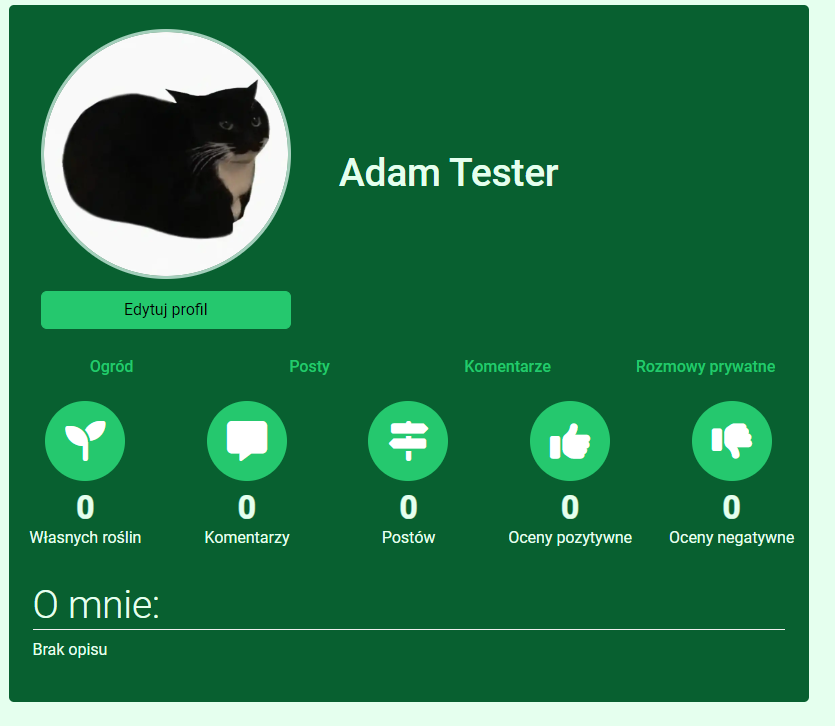 Adam Tester
Edytuj profil
Ogród Posty Komentarze Rozmowy prywatne
0 0 0 0 0
Własnych roślin Komentarzy Postów Oceny pozytywne Oceny negatywne
O mnie:
Brak opisu